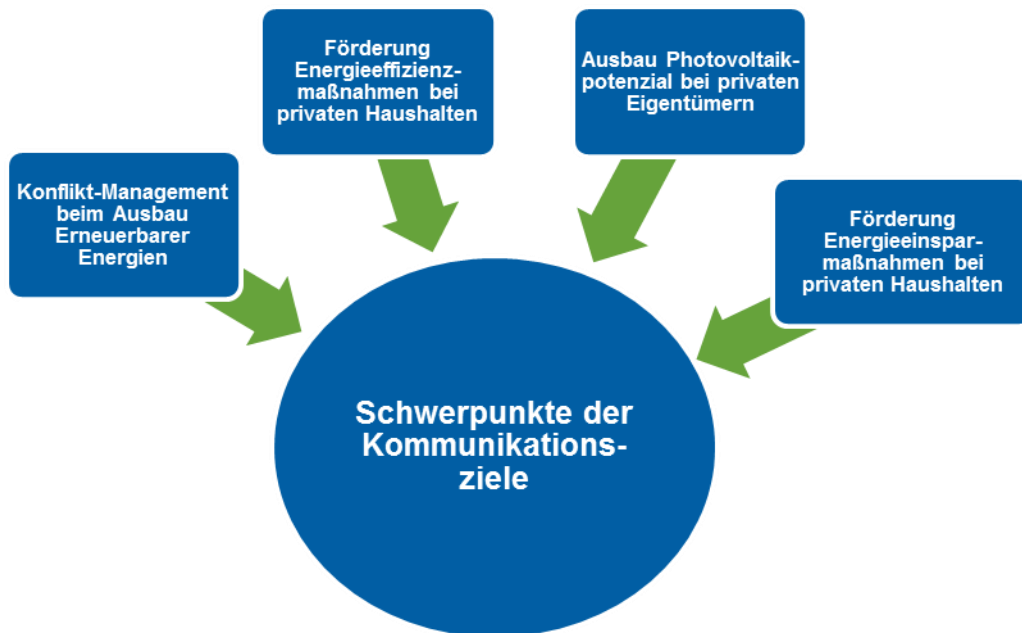 Konflikt-Management
beim Ausbau
Erneuerbarer
Energien
Förderung
Energieeffizienz-
maßnahmen bei
privaten Haushalten
Ausbau Photovoltaik-
potenzial bei privaten
Eigentümern
Förderung
Energieeinspar-
maßnahmen bei
privaten Haushalten
Schwerpunkte der
Kommunikations-
ziele